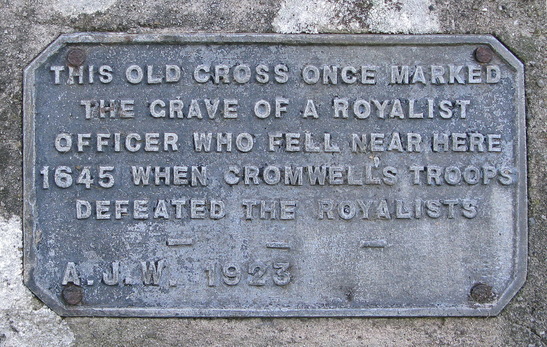 THIS OLD CROSS ONCE MARKED
THE GRAVE OF A ROYALIST
OFFICER WHO FELL NEAR HERE
1645 WHEN CROMWELLS TROOPS
DEFEATED THE ROYALISTS
— — —
A.J.W. 1923